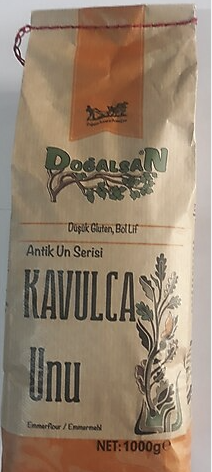 DOĞALSAN
Düşük Gluten, Bol Lif
Antik Un Serisi
KAVULCA
Unu
Emmerflour / Emmermehl
NET: 1000g e